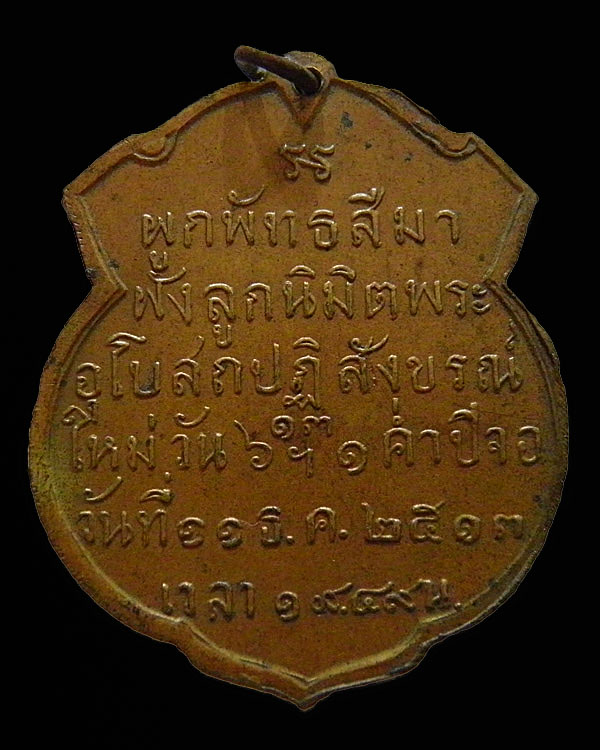 รร
ผูกพัทธสีมา
ฝังลูกนิมิตพระ
อุโบสถปฏิสังขรณ์
ใหม่ วัน ๖ ๑๓ฯ ๑ ค่ำ ปีจอ
วันที่ ๑๑ ธ.ค. ๒๕๑๓
เวลา ๑๙.๔๙ น.